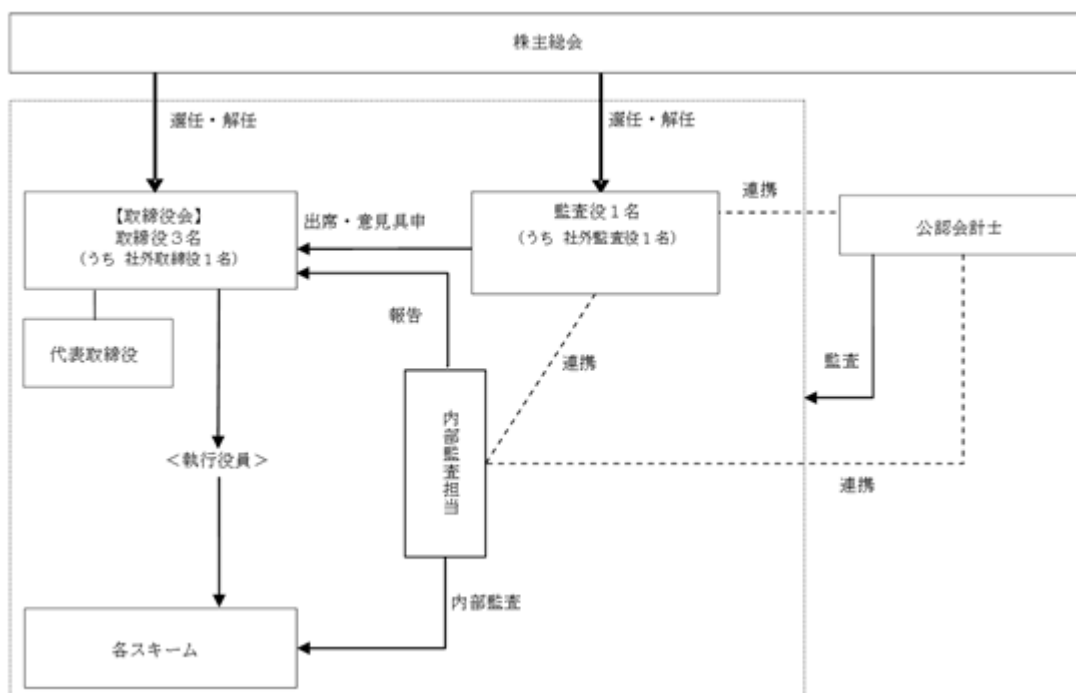 株主総会
選任・解任
選任・解任
【取締役会】
取締役３名
（うち 社外取締役１名）
出席・意見具申
監査役１名
（うち 社外監査役１名）
連携
公認会計士
報告
代表取締役
連携
監査
内部監査担当
＜執行役員＞
連携
内部監査
各スキーム